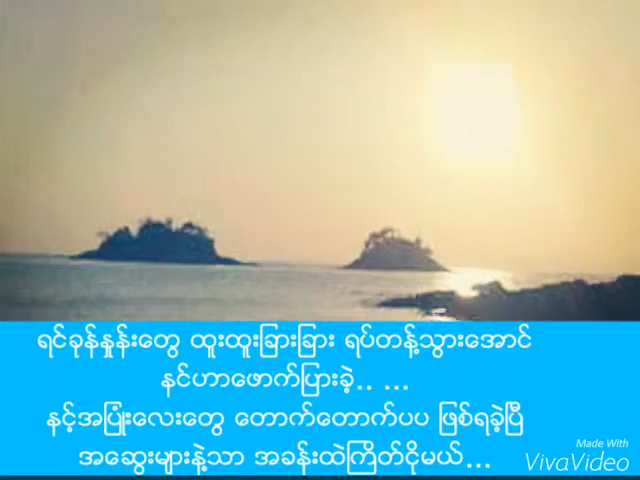 ရင်ခုန်နှုန်းတွေ ထူးထူးခြားခြား ရပ်တန့်သွားအောင်
နင်ဟာဖောက်ပြားခဲ့.. ...
နင့်အပြုံးလေးတွေ တောက်တောက်ပပ ဖြစ်ရခဲ့ပြီ
အဆွေးများနဲ့သာ အခန်းထဲကြိတ်ငိုမယ်...
Made With
VivaVideo